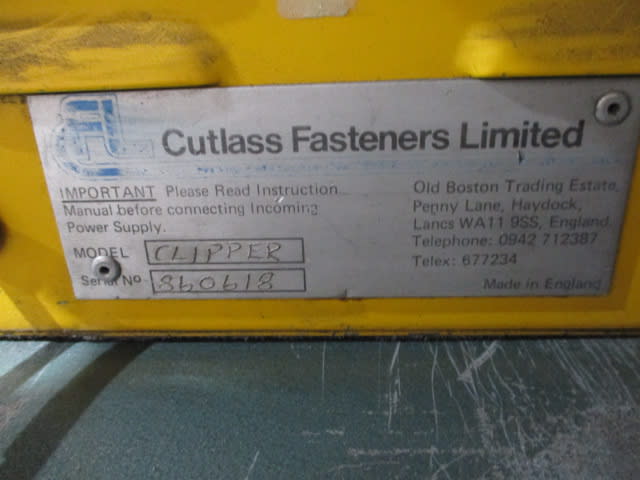 Cutlass Fasteners Limited
IMPORTANT Please Read Instruction
Manual before connecting Incoming
Power Supply.
MODEL CLIPPER
Serial No 860618
Old Boston Trading Estate,
Penny Lane, Haydock,
Lancs WA11 9SS, England.
Telephone: 0942 712387
Telex: 677234
Made in England